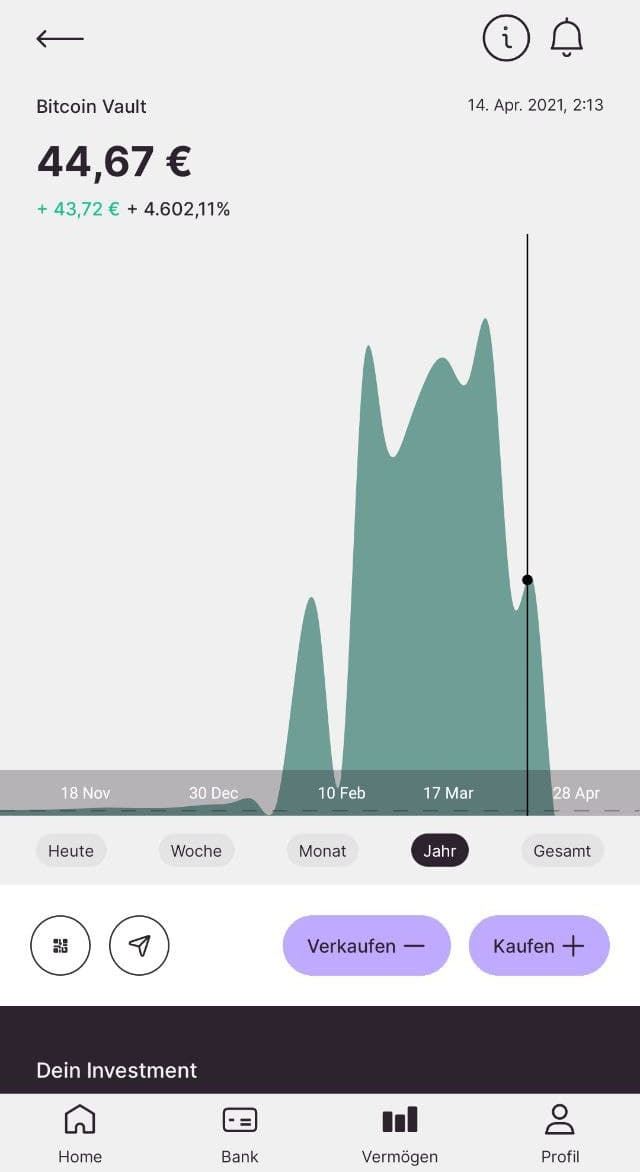 Bitcoin Vault
14. Apr. 2021, 2:13
44,67 €
+ 43,72 € + 4.602,11%
18 Nov 30 Dec 10 Feb 17 Mar 28 Apr
Heute Woche Monat Jahr Gesamt
Verkaufen — Kaufen +
Dein Investment
Home Bank Vermögen Profil